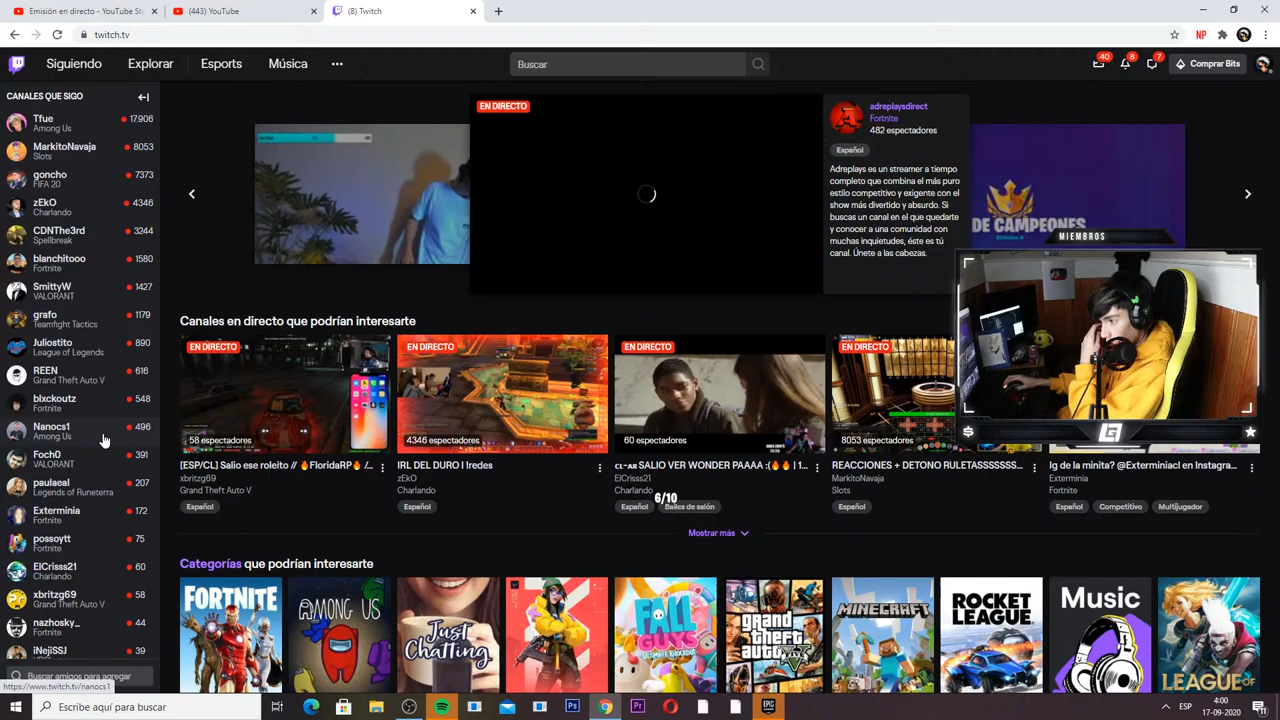 Emisión en directo - YouTube St
(443) YouTube
(8) Twitch
twitch.tv
NP
Siguiendo
Explorar
Esports
Música
Buscar
40
8
7
Comprar Bits
CANALES QUE SIGO
Tfue
Among Us
17.906
MarkitoNavaja
Slots
8053
goncho
FIFA 20
7373
zEkO
Charlando
4346
CDNThe3rd
Spellbreak
3244
blanchitooo
Fortnite
1580
SmittyW
VALORANT
1427
grafo
Teamfight Tactics
1179
Juliostito
League of Legends
REEN
Grand Theft Auto V
616
blxckoutz
Fortnite
548
Nanocs1
Among Us
496
Foch0
VALORANT
391
paulaeal
Legends of Runeterra
207
Exterminia
Fortnite
172
possoytt
Fortnite
75
ElCrisss21
Charlando
60
xbritzg69
Grand Theft Auto V
58
nazhosky_
Fortnite
44
iNejiSSJ
39
Buscar amigos para agregar
https://www.twitch.tv/nanocs1
EN DIRECTO
adreplaysdirect
Fortnite
482 espectadores
Español
Adreplays es un streamer a tiempo
completo que combina el más puro
estilo competitivo y exigente con el
show más divertido y absurdo. Si
buscas un canal en el que quedarte
y conocer a una comunidad con
muchas inquietudes, éste es tú
canal. Únete a las cabezas.
DE CAMPEONES
MIEMBROS
Canales en directo que podrían interesarte
EN DIRECTO
58 espectadores
[ESP/CL] Salio ese roleito // 🔥FloridaRP🔥 /...
xbritzg69
Grand Theft Auto V
Español
EN DIRECTO
4346 espectadores
IRL DEL DURO l !redes
zEkO
Charlando
Español
EN DIRECTO
60 espectadores
ᴄʟ-ᴀʀ SALIO VER WONDER PAAAA :(🔥🔥 | 1...
ElCrisss21
Charlando
Español
Bailes de salón
6/10
EN DIRECTO
8053 espectadores
REACCIONES + DETONO RULETASSSSSS...
MarkitoNavaja
Slots
Español
Ig de la minita? @Exterminiacl en Instagra...
Exterminia
Fortnite
Español
Competitivo
Multijugador
Mostrar más
Categorías que podrían interesarte
FORTNITE
AMONG US
Just Chatting
FALL GUYS
ULTIMATE KNOCKOUT
grand theft auto V
MINECRAFT
ROCKET LEAGUE
Music
LEAGUE OF
Escribe aquí para buscar
ESP
4:00
17-09-2020